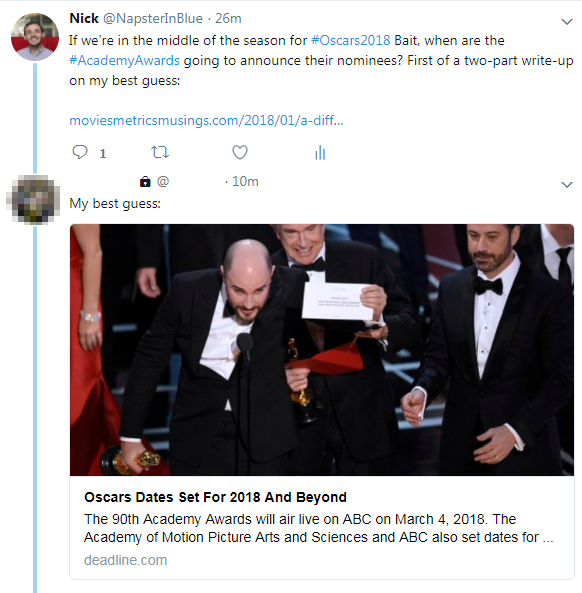 Nick @NapsterInBlue · 26m
If we're in the middle of the season for #Oscars2018 Bait, when are the
#AcademyAwards going to announce their nominees? First of a two-part write-up
on my best guess:
moviesmetricsmusings.com/2018/01/a-diff...
1
@ · 10m
My best guess:
Oscars Dates Set For 2018 And Beyond
The 90th Academy Awards will air live on ABC on March 4, 2018. The
Academy of Motion Picture Arts and Sciences and ABC also set dates for ...
deadline.com